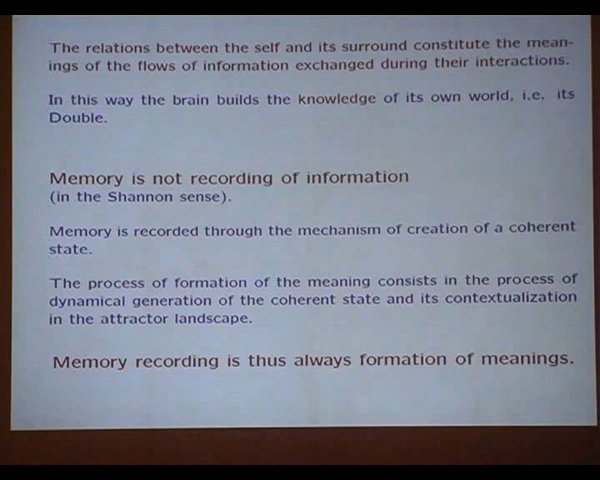 The relations between the self and its surround constitute the mean-
ings of the flows of information exchanged during their interactions.
In this way the brain builds the knowledge of its own world, i.e. its
Double.
Memory is not recording of information
(in the Shannon sense).
Memory is recorded through the mechanism of creation of a coherent
state.
The process of formation of the meaning consists in the process of
dynamical generation of the coherent state and its contextualization
in the attractor landscape.
Memory recording is thus always formation of meanings.